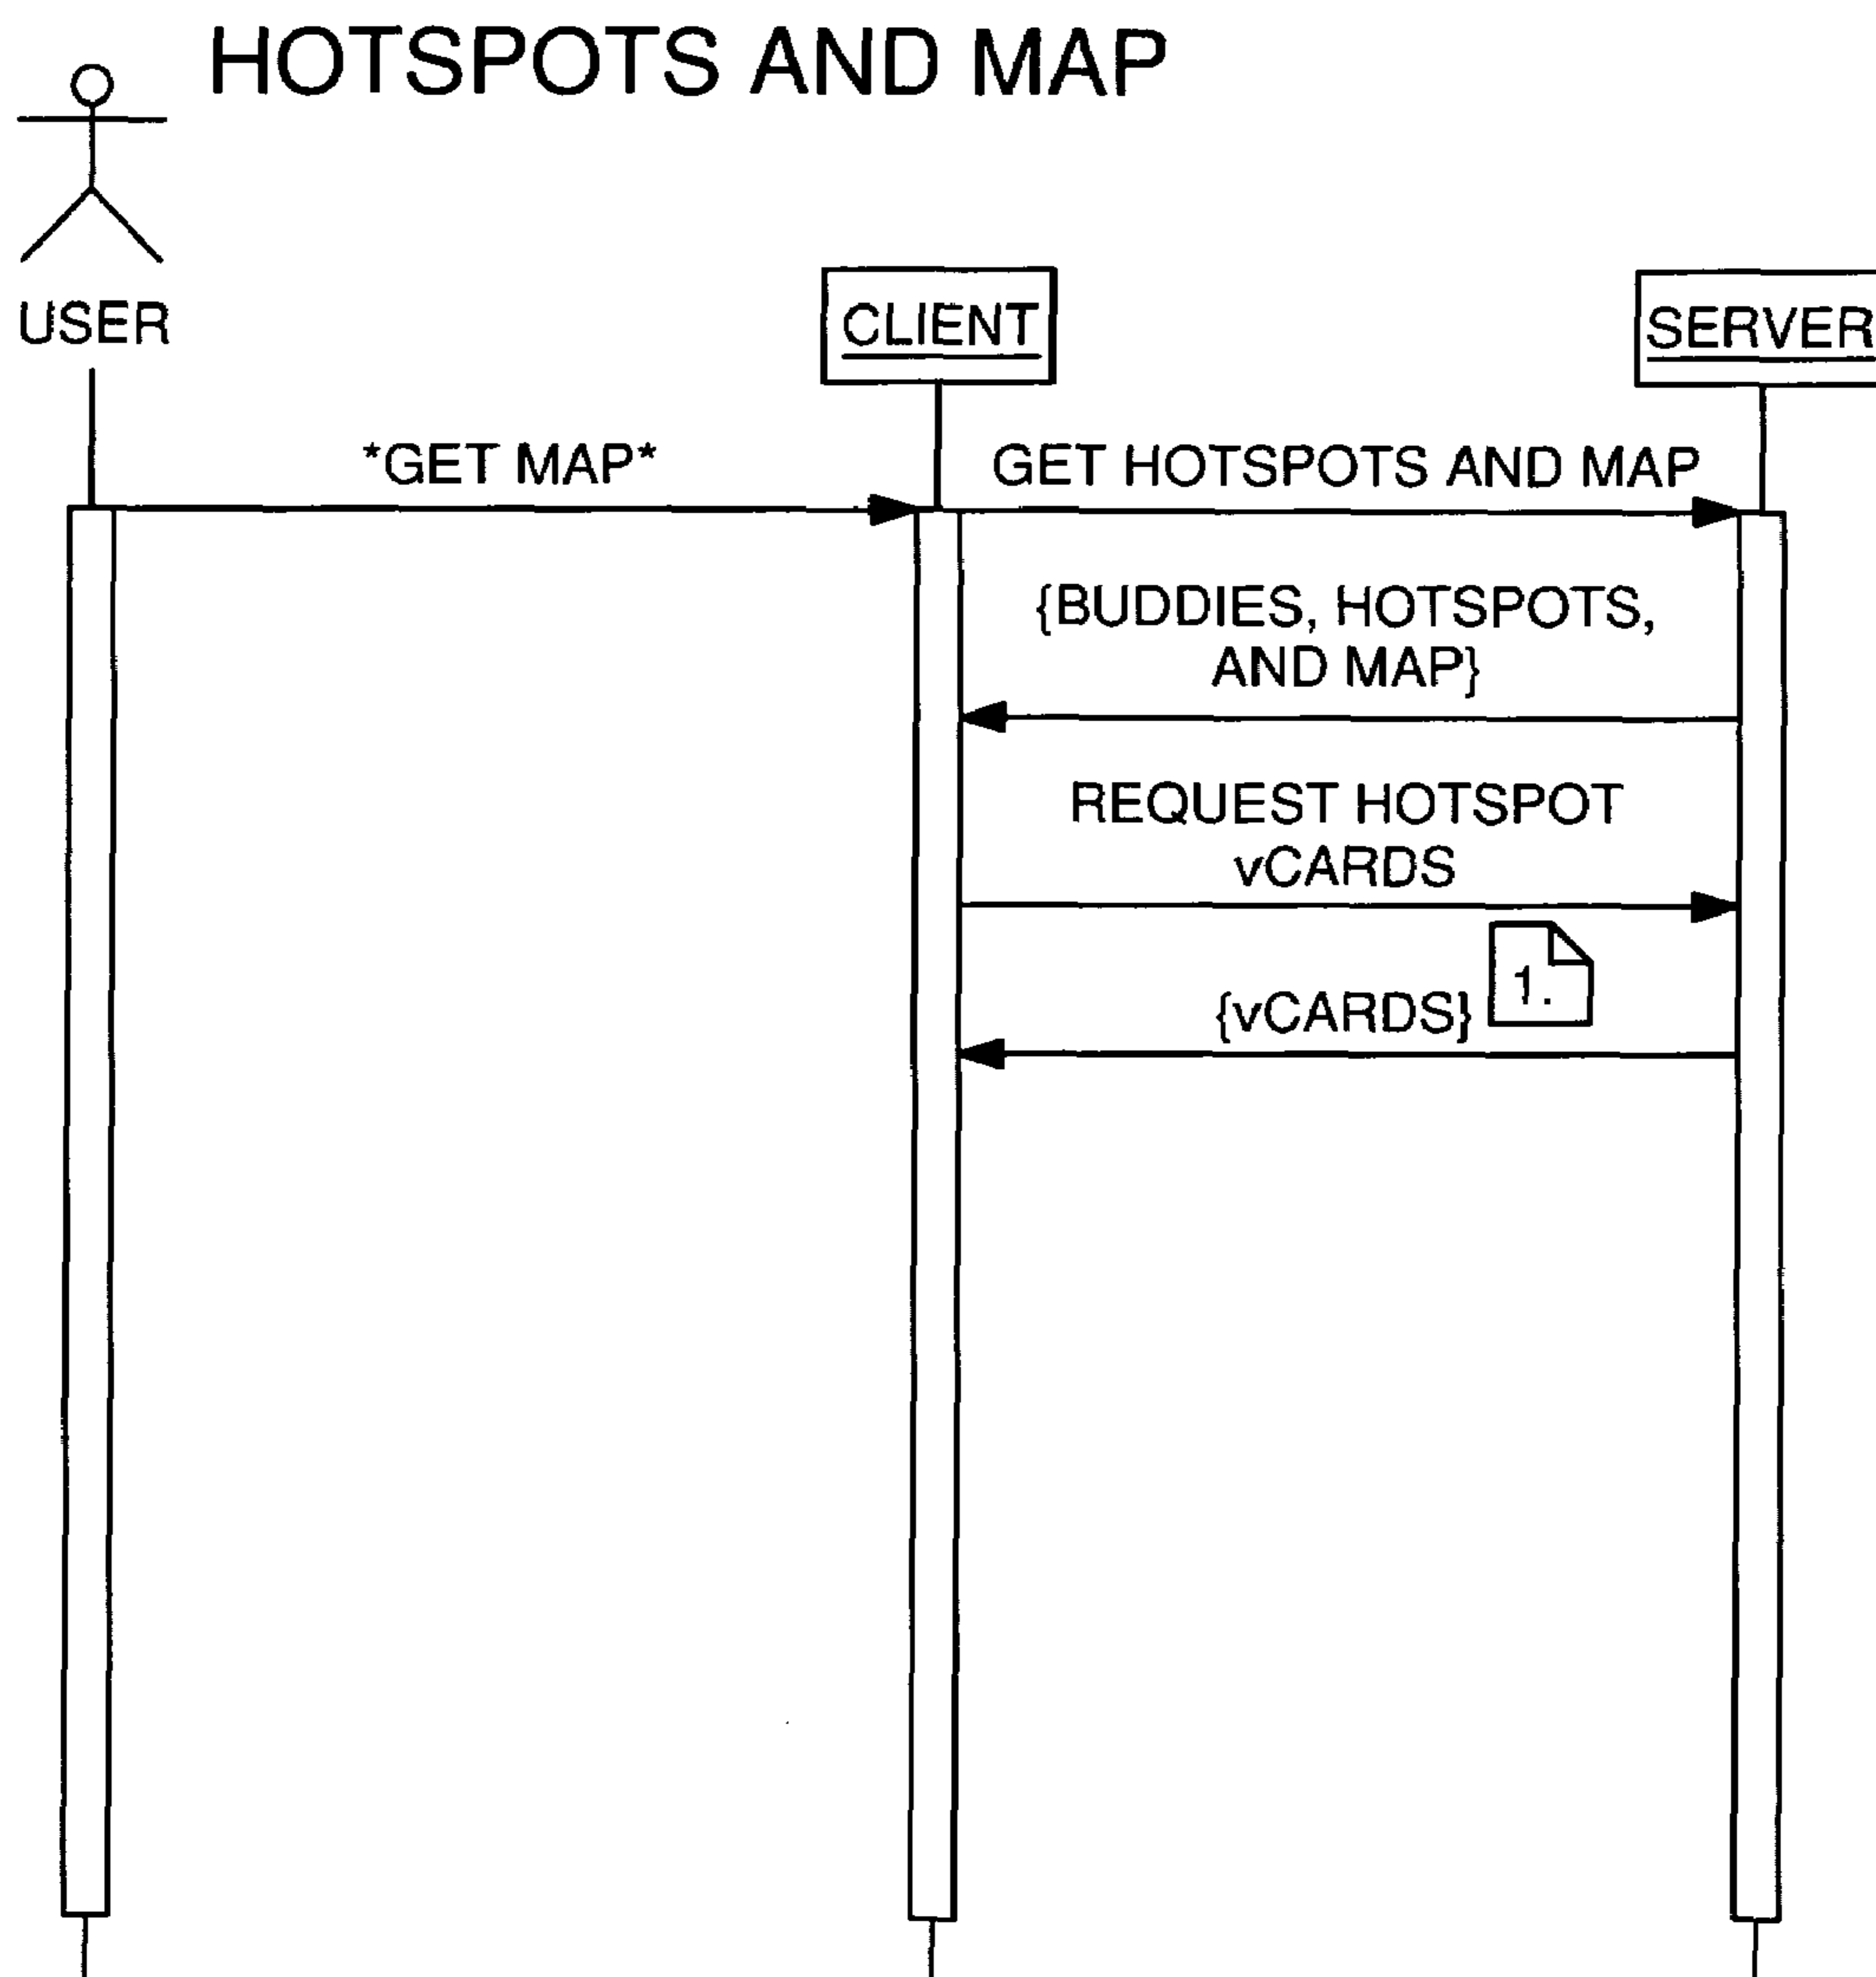 HOTSPOTS AND MAP
USER
CLIENT
SERVER
*GET MAP*
GET HOTSPOTS AND MAP
{BUDDIES, HOTSPOTS,
AND MAP}
REQUEST HOTSPOT
vCARDS
1.
{vCARDS}